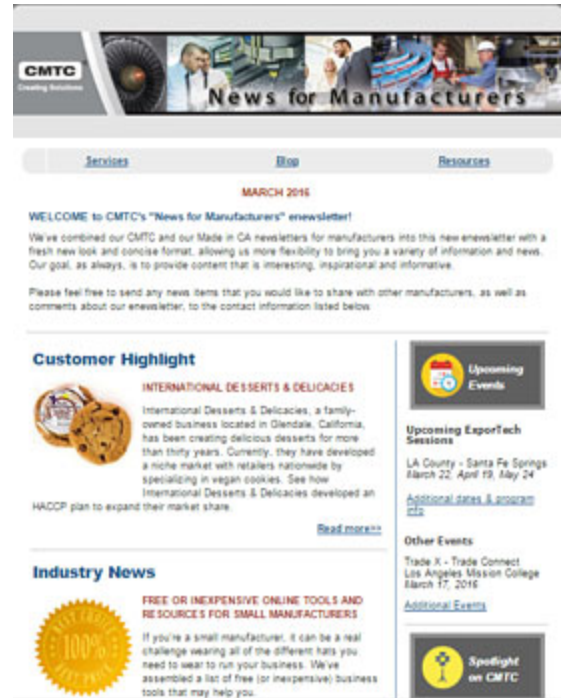 CMTC
Creating Solutions
News for Manufacturers
Services
Blog
Resources
MARCH 2016
WELCOME to CMTC's "News for Manufacturers" enewsletter!
We've combined our CMTC and our Made in CA newsletters for manufacturers into this new enewsletter with a
fresh new look and concise format, allowing us more flexibility to bring you a variety of information and news.
Our goal, as always, is to provide content that is interesting, inspirational and informative.
Please feel free to send any news items that you would like to share with other manufacturers, as well as
comments about our enewsletter, to the contact information listed below.
Customer Highlight
INTERNATIONAL DESSERTS & DELICACIES
International Desserts & Delicacies, a family-
owned business located in Glendale, California,
has been creating delicious desserts for more
than thirty years. Currently, they have developed
a niche market with retailers nationwide by
specializing in vegan cookies. See how
International Desserts & Delicacies developed an
HACCP plan to expand their market share.
Read more>>
Industry News
FREE OR INEXPENSIVE ONLINE TOOLS AND
RESOURCES FOR SMALL MANUFACTURERS
If you're a small manufacturer, it can be a real
challenge wearing all of the different hats you
need to wear to run your business. We've
assembled a list of free (or inexpensive) business
tools that may help you.
BEST CHOICE
100%
BEST PRICE
Upcoming
Events
Upcoming ExporTech
Sessions
LA County - Santa Fe Springs
March 22, April 19, May 24
Additional dates & program
info
Other Events
Trade X - Trade Connect
Los Angeles Mission College
March 17, 2016
Additional Events
Spotlight
on CMTC